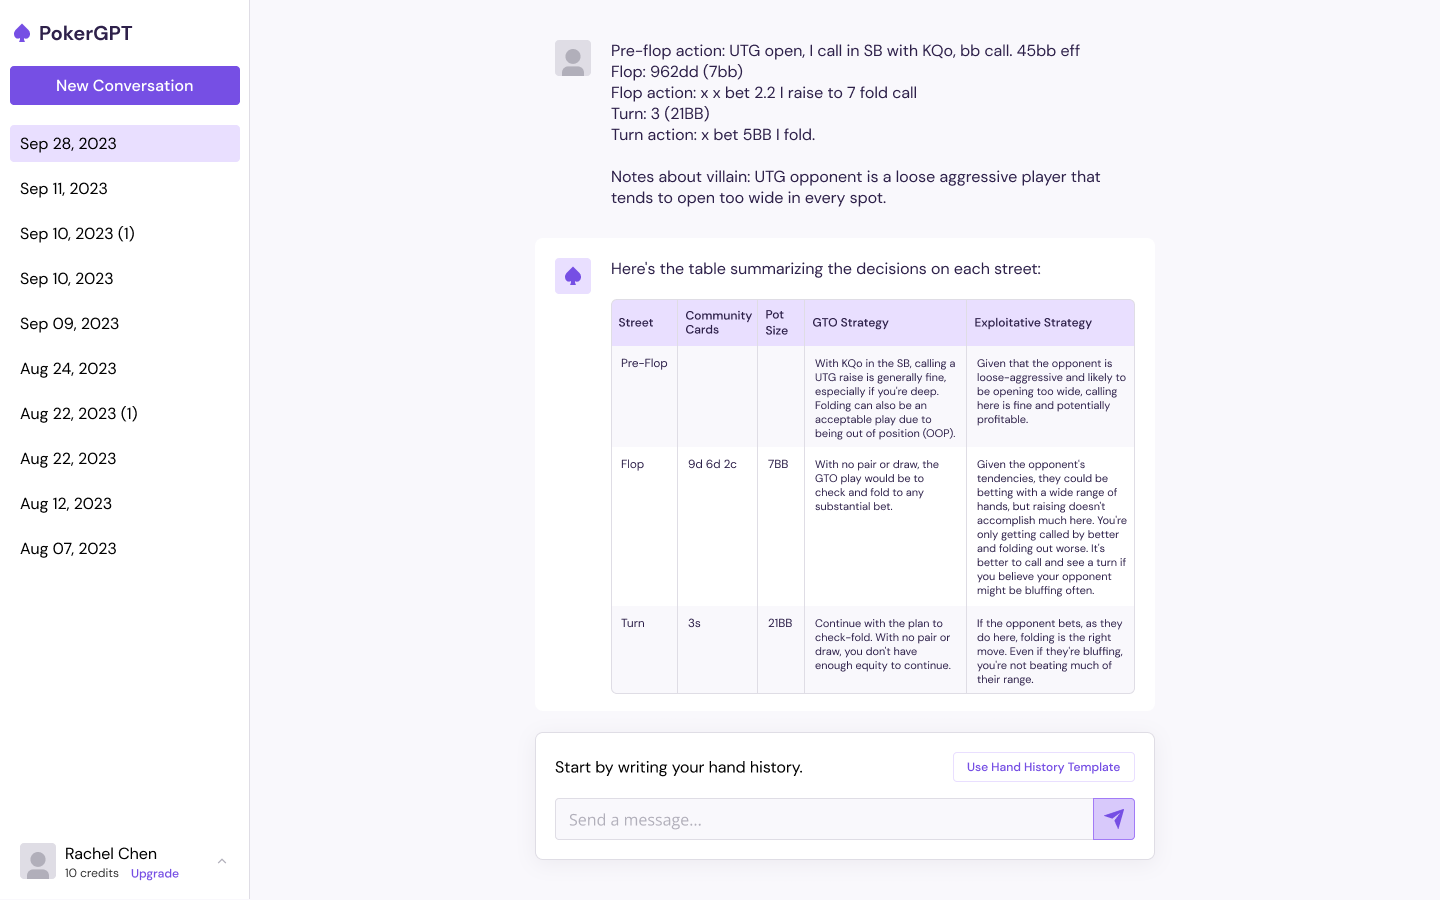 PokerGPT
New Conversation
Sep 28, 2023
Sep 11, 2023
Sep 10, 2023 (1)
Sep 10, 2023
Sep 09, 2023
Aug 24, 2023
Aug 22, 2023 (1)
Aug 22, 2023
Aug 12, 2023
Aug 07, 2023
Rachel Chen
10 credits Upgrade
Pre-flop action: UTG open, I call in SB with KQo, bb call. 45bb eff
Flop: 962dd (7bb)
Flop action: x x bet 2.2 I raise to 7 fold call
Turn: 3 (21BB)
Turn action: x bet 5BB I fold.
Notes about villain: UTG opponent is a loose aggressive player that
tends to open too wide in every spot.
Here's the table summarizing the decisions on each street:
Street
Community
Cards
Pot
Size
GTO Strategy
Exploitative Strategy
Pre-Flop
With KQo in the SB, calling a
UTG raise is generally fine,
especially if you're deep.
Folding can also be an
acceptable play due to
being out of position (OOP).
Given that the opponent is
loose-aggressive and likely to
be opening too wide, calling
here is fine and potentially
profitable.
Flop
9d 6d 2c
7BB
With no pair or draw, the
GTO play would be to
check and fold to any
substantial bet.
Given the opponent's
tendencies, they could be
betting with a wide range of
hands, but raising doesn't
accomplish much here. You're
only getting called by better
and folding out worse. It's
better to call and see a turn if
you believe your opponent
might be bluffing often.
Turn
3s
21BB
Continue with the plan to
check-fold. With no pair or
draw, you don't have
enough equity to continue.
If the opponent bets, as they
do here, folding is the right
move. Even if they're bluffing,
you're not beating much of
their range.
Start by writing your hand history.
Use Hand History Template
Send a message...